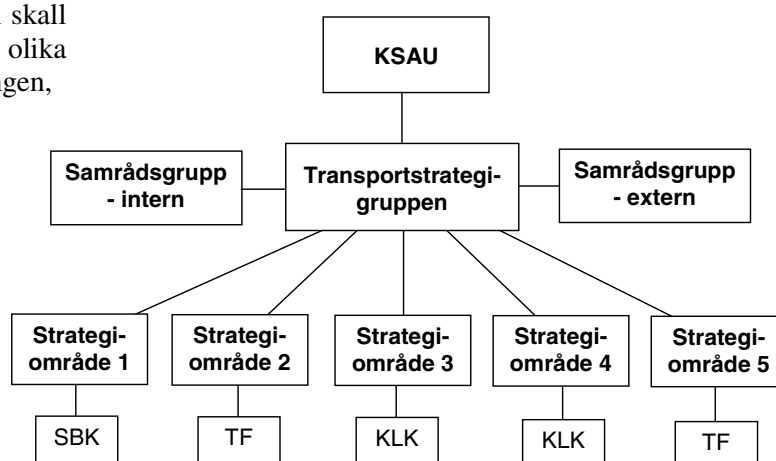 skall
olika
KSAU
Samrådsgrupp
- intern
Transportstrategi-
gruppen
Samrådsgrupp
- extern
Strategi-
område 1
Strategi-
område 2
Strategi-
område 3
Strategi-
område 4
Strategi-
område 5
SBK
TF
KLK
KLK
TF